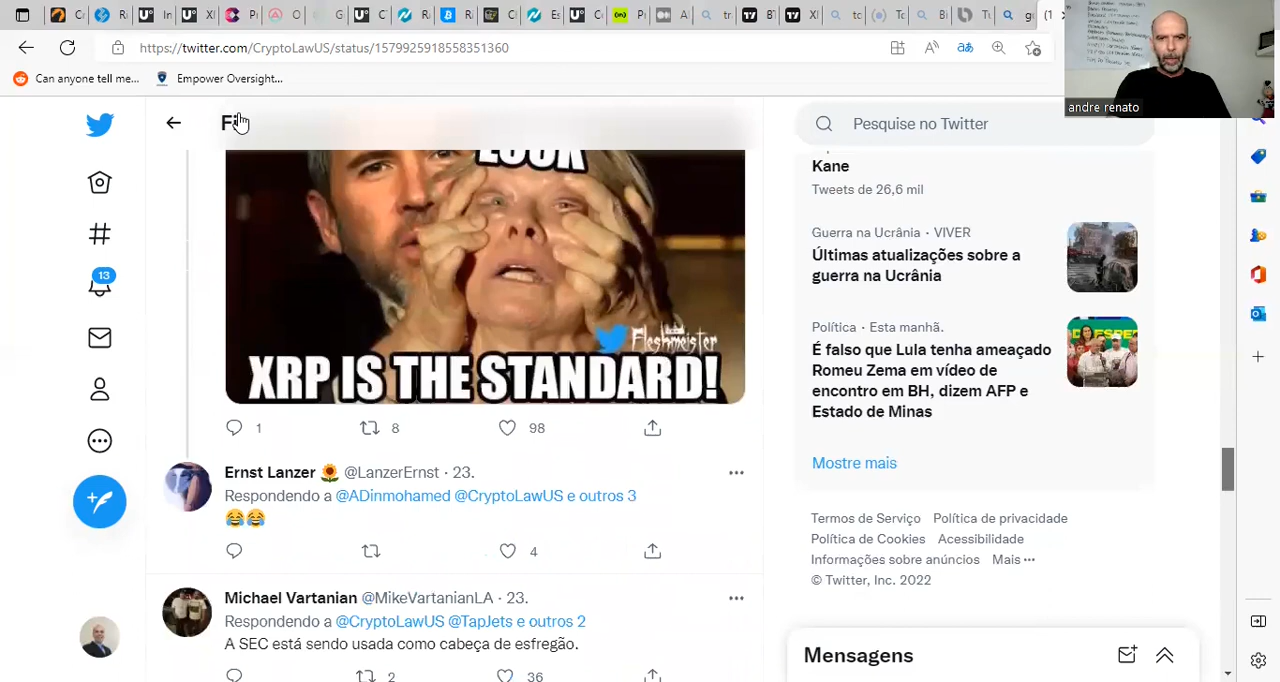 https://twitter.com/CryptoLawUS/status/1579925918558351360
Can anyone tell me...
Empower Oversight...
andre renato
Pesquise no Twitter
LOOK
XRP IS THE STANDARD!
Fleshmeister
1
8
98
Ernst Lanzer 🌻 @LanzerErnst · 23.
Respondendo a @ADinmohamed @CryptoLawUS e outros 3
😂😂
4
Michael Vartanian @MikeVartanianLA · 23.
Respondendo a @CryptoLawUS @TapJets e outros 2
A SEC está sendo usada como cabeça de esfregão.
2
36
13
Kane
Tweets de 26,6 mil
Guerra na Ucrânia · VIVER
Últimas atualizações sobre a
guerra na Ucrânia
Política · Esta manhã.
É falso que Lula tenha ameaçado
Romeu Zema em vídeo de
encontro em BH, dizem AFP e
Estado de Minas
Mostre mais
Termos de Serviço Política de privacidade
Política de Cookies Acessibilidade
Informações sobre anúncios Mais ···
© Twitter, Inc. 2022
Mensagens